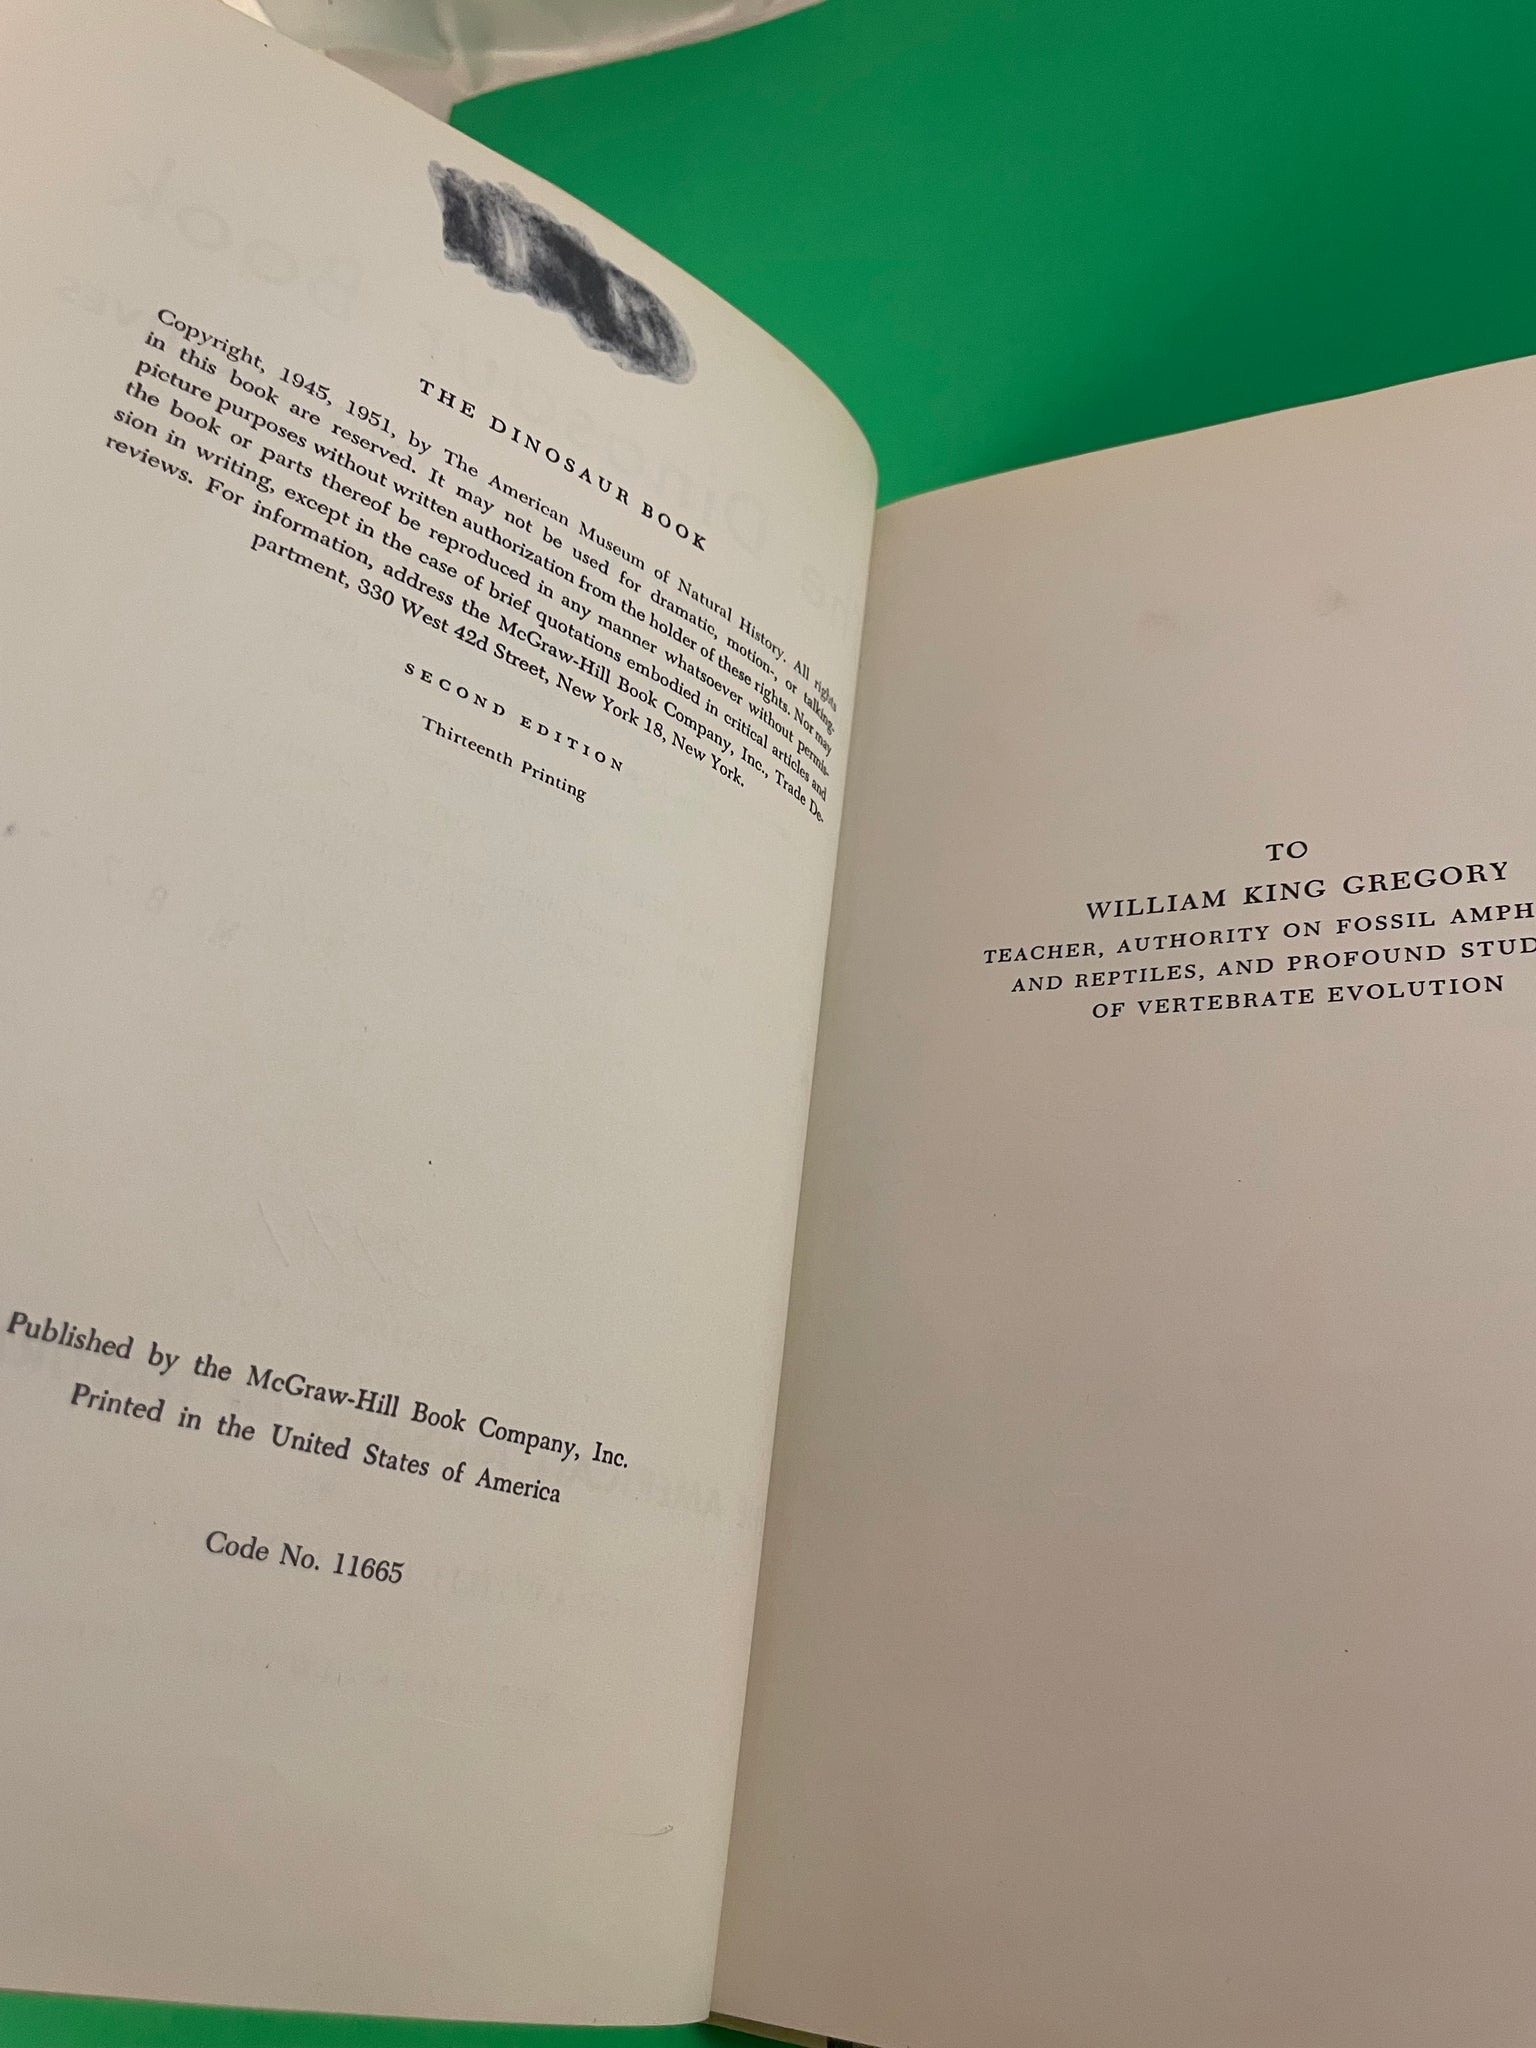 THE DINOSAUR BOOK
Copyright, 1945, 1951, by The American Museum of Natural History. All rights
in this book are reserved. It may not be used for dramatic, motion-, or talking-
picture purposes without written authorization from the holder of these rights. Nor may
the book or parts thereof be reproduced in any manner whatsoever without permis-
sion in writing, except in the case of brief quotations embodied in critical articles and
reviews. For information, address the McGraw-Hill Book Company, Inc., Trade De-
partment, 330 West 42d Street, New York 18, New York.
SECOND EDITION
Thirteenth Printing
Published by the McGraw-Hill Book Company, Inc.
Printed in the United States of America
Code No. 11665
TO
WILLIAM KING GREGORY
TEACHER, AUTHORITY ON FOSSIL AMPH
AND REPTILES, AND PROFOUND STUD
OF VERTEBRATE EVOLUTION